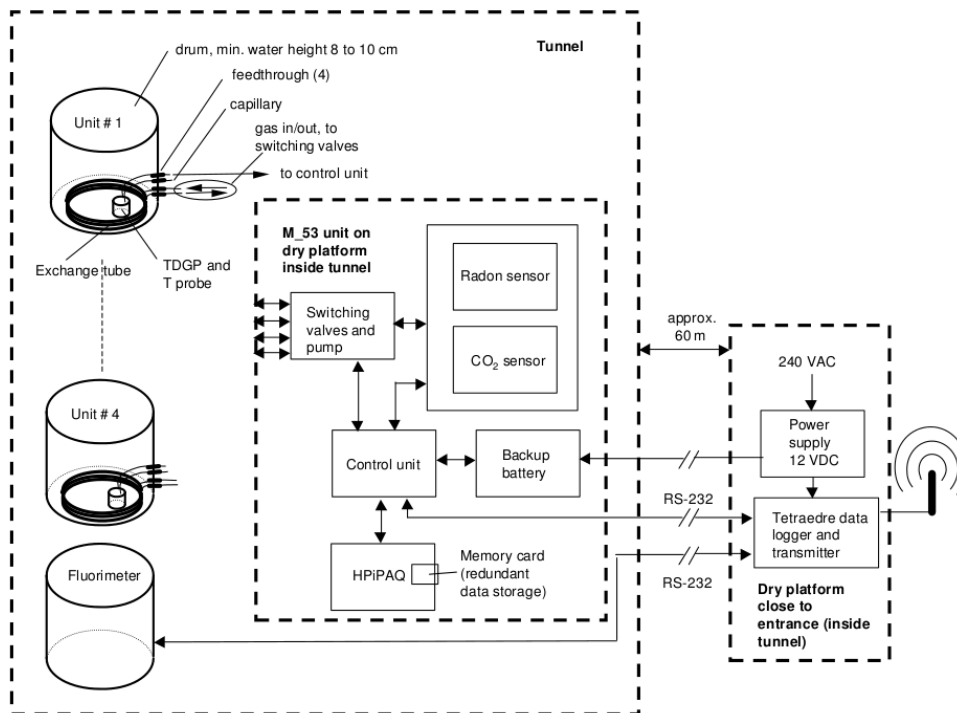 Tunnel
drum, min. water height 8 to 10 cm
feedthrough (4)
capillary
gas in/out, to
switching valves
to control unit
Unit # 1
Exchange tube
TDGP and
T probe
M_53 unit on
dry platform
inside tunnel
Radon sensor
CO₂ sensor
Switching
valves and
pump
approx.
60 m
240 VAC
Power
supply
12 VDC
Unit # 4
Control unit
Backup
battery
RS-232
Tetraedre data
logger and
transmitter
Fluorimeter
HPiPAQ
Memory card
(redundant
data storage)
RS-232
Dry platform
close to
entrance (inside
tunnel)